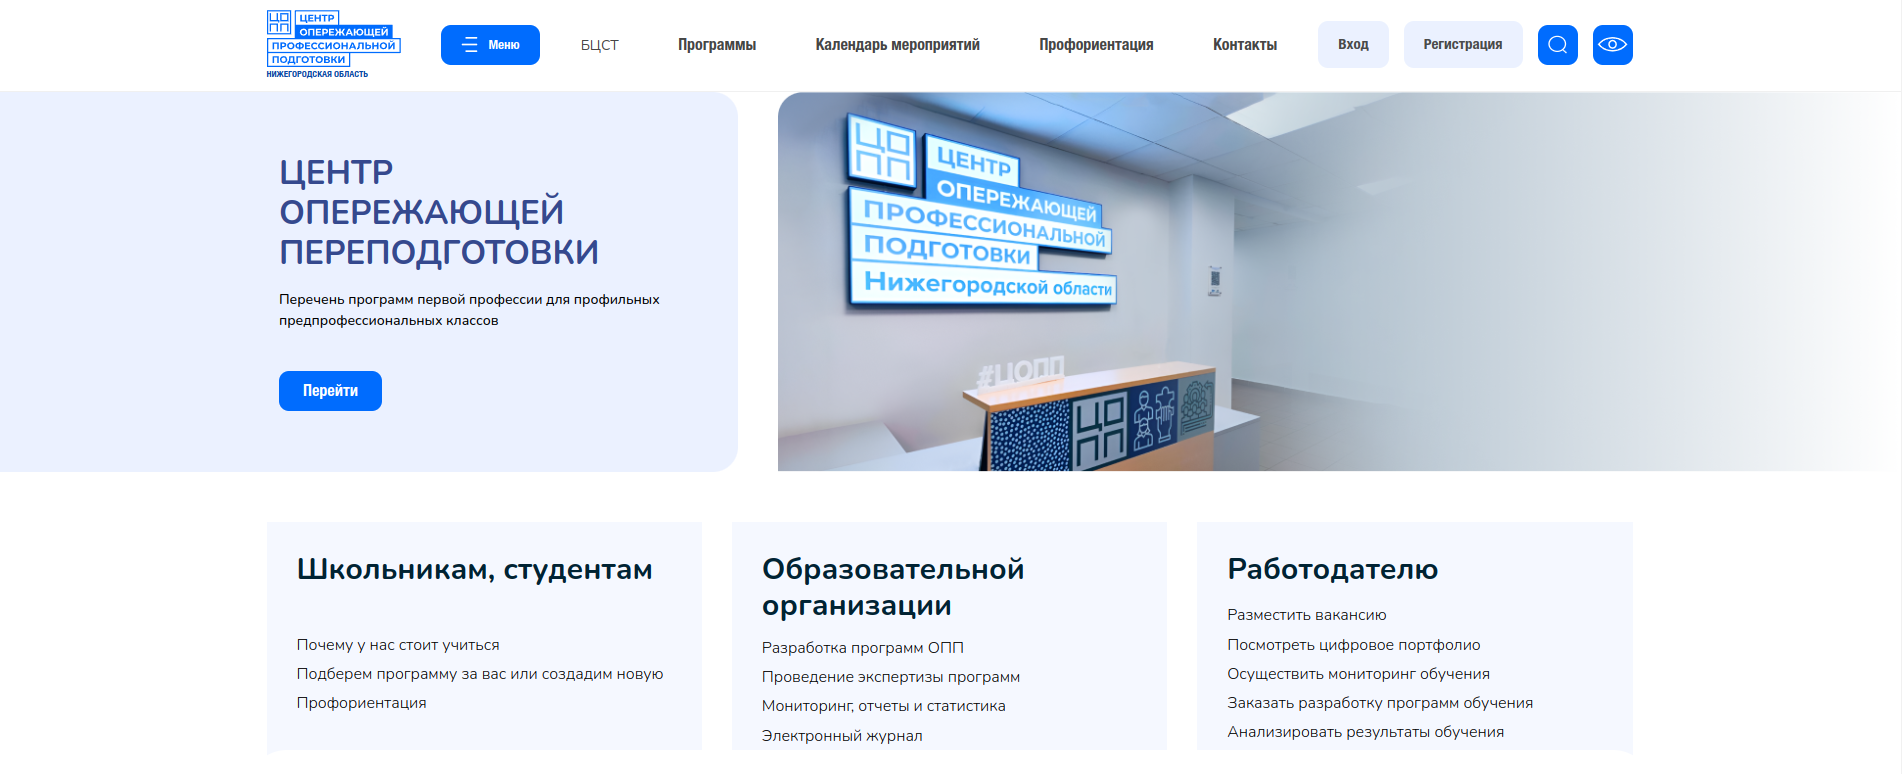 ЦО
ПП
ЦЕНТР
ОПЕРЕЖАЮЩЕЙ
ПРОФЕССИОНАЛЬНОЙ
ПОДГОТОВКИ
НИЖЕГОРОДСКАЯ ОБЛАСТЬ
Меню
БЦСТ
Программы
Календарь мероприятий
Профориентация
Контакты
Вход
Регистрация
ЦЕНТР
ОПЕРЕЖАЮЩЕЙ
ПЕРЕПОДГОТОВКИ
Перечень программ первой профессии для профильных
предпрофессиональных классов
Перейти
ЦО
ПП
ЦЕНТР
ОПЕРЕЖАЮЩЕЙ
ПРОФЕССИОНАЛЬНОЙ
ПОДГОТОВКИ
Нижегородской области
#ЦОПП
ЦО
ПП
Школьникам, студентам
Почему у нас стоит учиться
Подберем программу за вас или создадим новую
Профориентация
Образовательной
организации
Разработка программ ОПП
Проведение экспертизы программ
Мониторинг, отчеты и статистика
Электронный журнал
Работодателю
Разместить вакансию
Посмотреть цифровое портфолио
Осуществить мониторинг обучения
Заказать разработку программ обучения
Анализировать результаты обучения